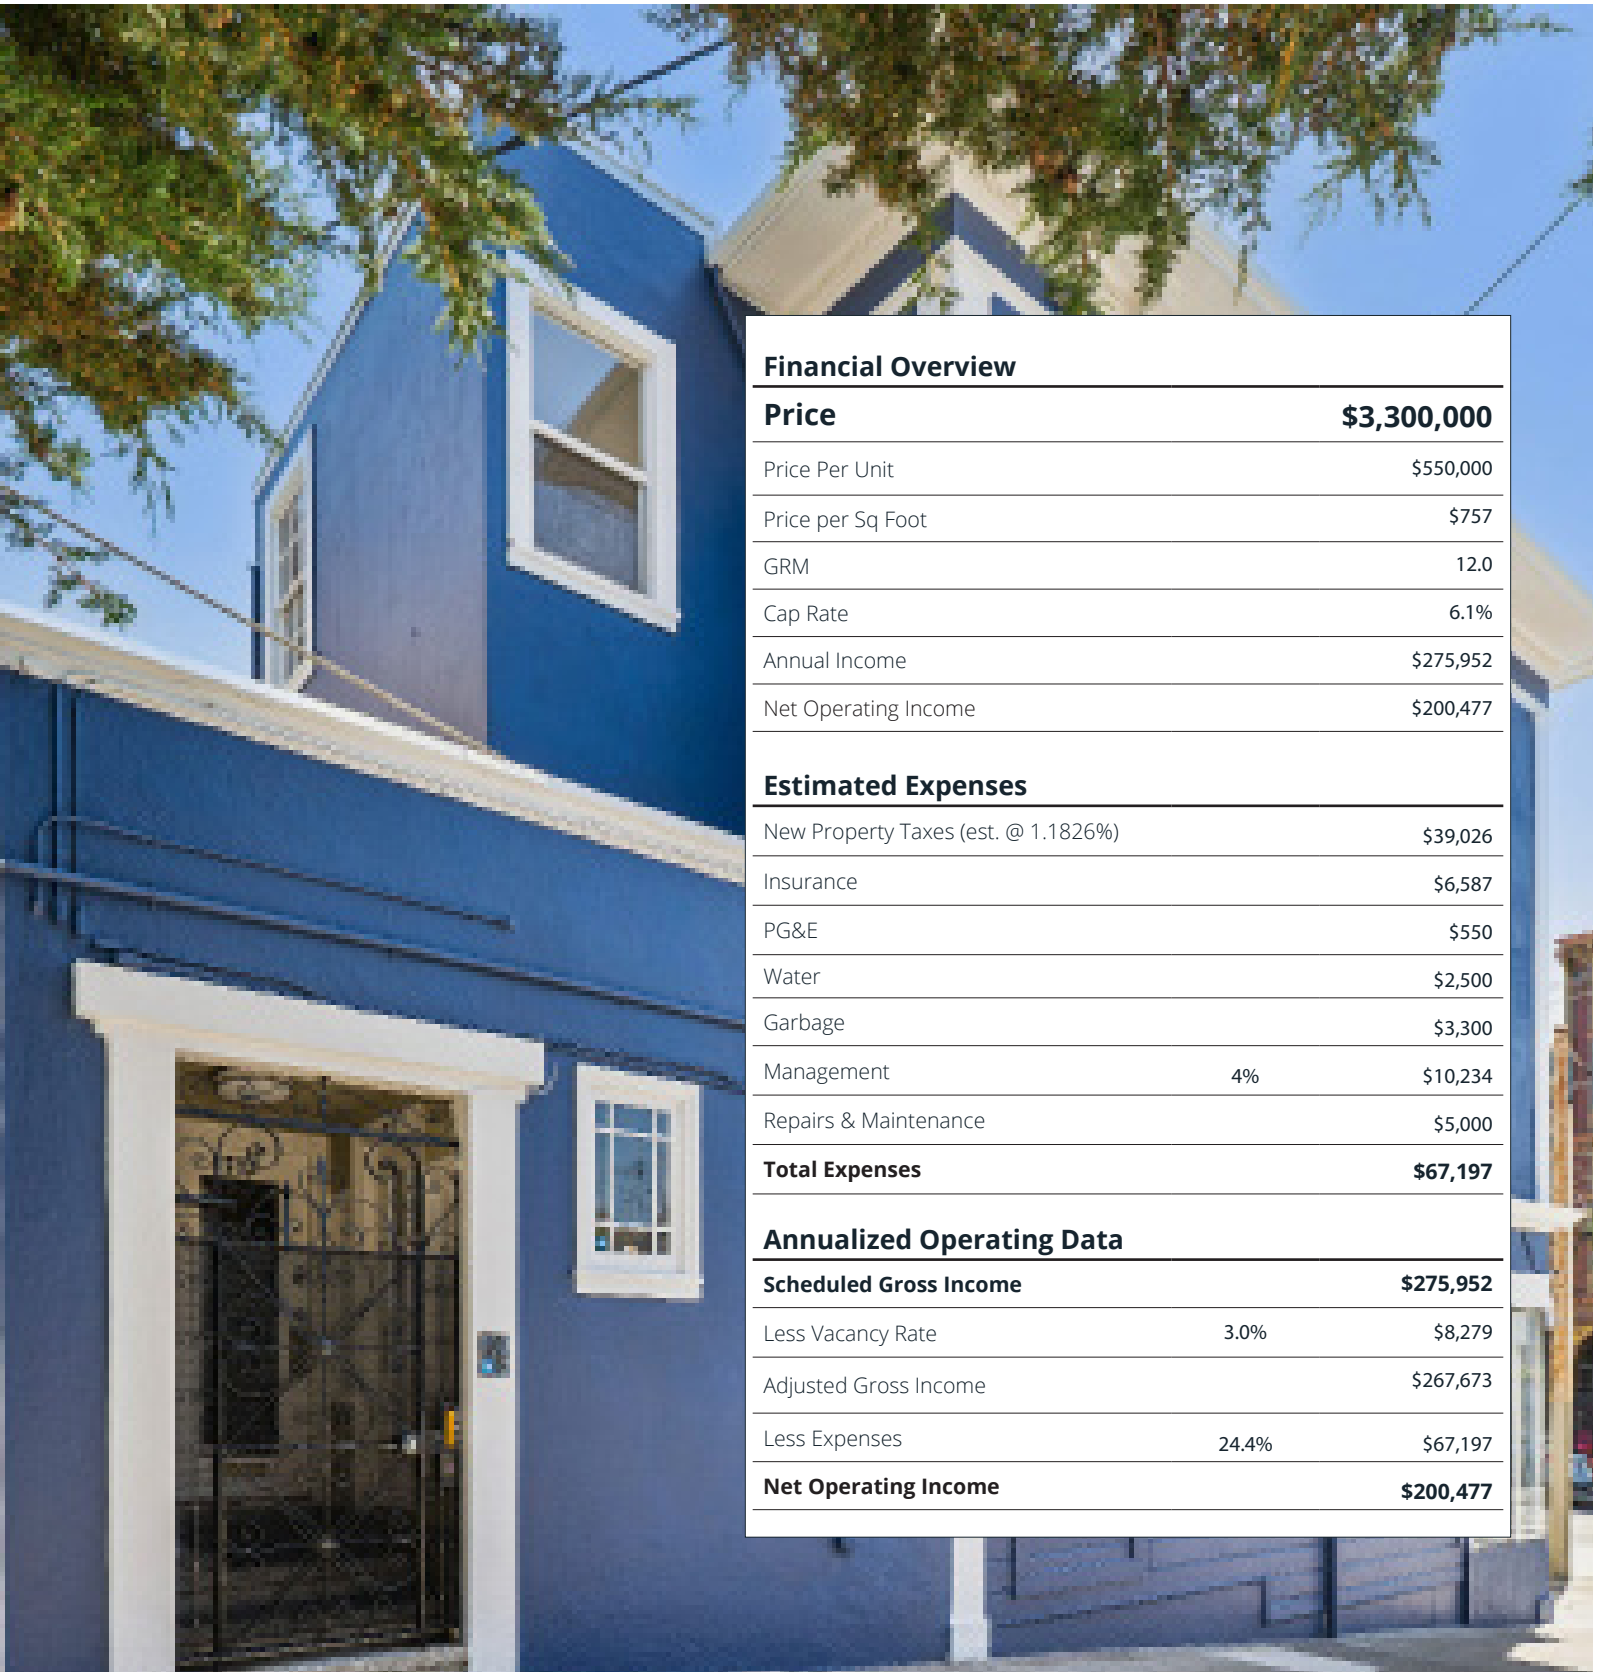 Financial Overview
Price $3,300,000
Price Per Unit $550,000
Price per Sq Foot $757
GRM 12.0
Cap Rate 6.1%
Annual Income $275,952
Net Operating Income $200,477
Estimated Expenses
New Property Taxes (est. @ 1.1826%) $39,026
Insurance $6,587
PG&E $550
Water $2,500
Garbage $3,300
Management 4% $10,234
Repairs & Maintenance $5,000
Total Expenses $67,197
Annualized Operating Data
Scheduled Gross Income $275,952
Less Vacancy Rate 3.0% $8,279
Adjusted Gross Income $267,673
Less Expenses 24.4% $67,197
Net Operating Income $200,477